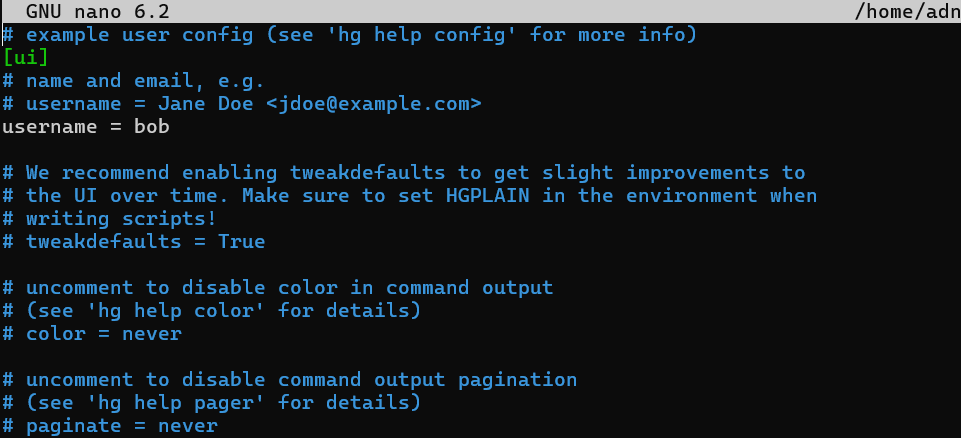 GNU nano 6.2 /home/adn
# example user config (see 'hg help config' for more info)
[ui]
# name and email, e.g.
# username = Jane Doe <jdoe@example.com>
username = bob
# We recommend enabling tweakdefaults to get slight improvements to
# the UI over time. Make sure to set HGPLAIN in the environment when
# writing scripts!
# tweakdefaults = True
# uncomment to disable color in command output
# (see 'hg help color' for details)
# color = never
# uncomment to disable command output pagination
# (see 'hg help pager' for details)
# paginate = never